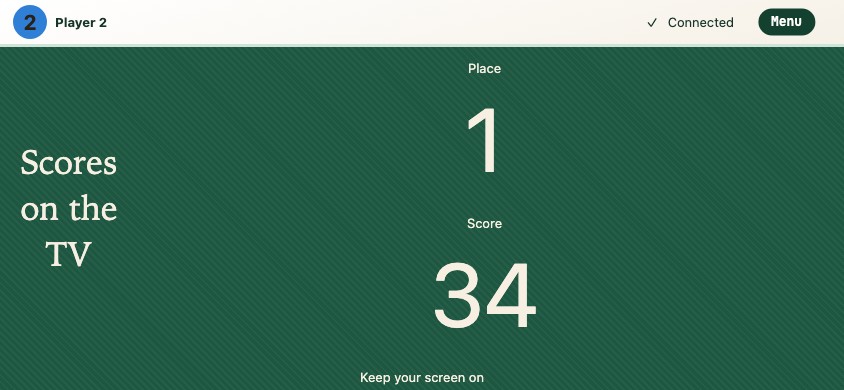 2 Player 2
✓ Connected
Menu
Scores
on the
TV
Place
1
Score
34
Keep your screen on